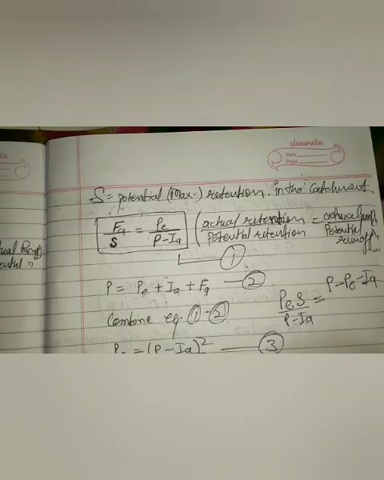 classmate
Date
Page
S = potential (Max.) retention in the Catchment
Fa/S = Pe/P-Ia (actual retention/Potential retention = actual runoff/Potential runoff)
①
P = Pe + Ia + Fa — ②
Combine eq. ① - ②
Pe S/P-Ia = P-Pe-Ia
Pe = (P-Ia)² — ③